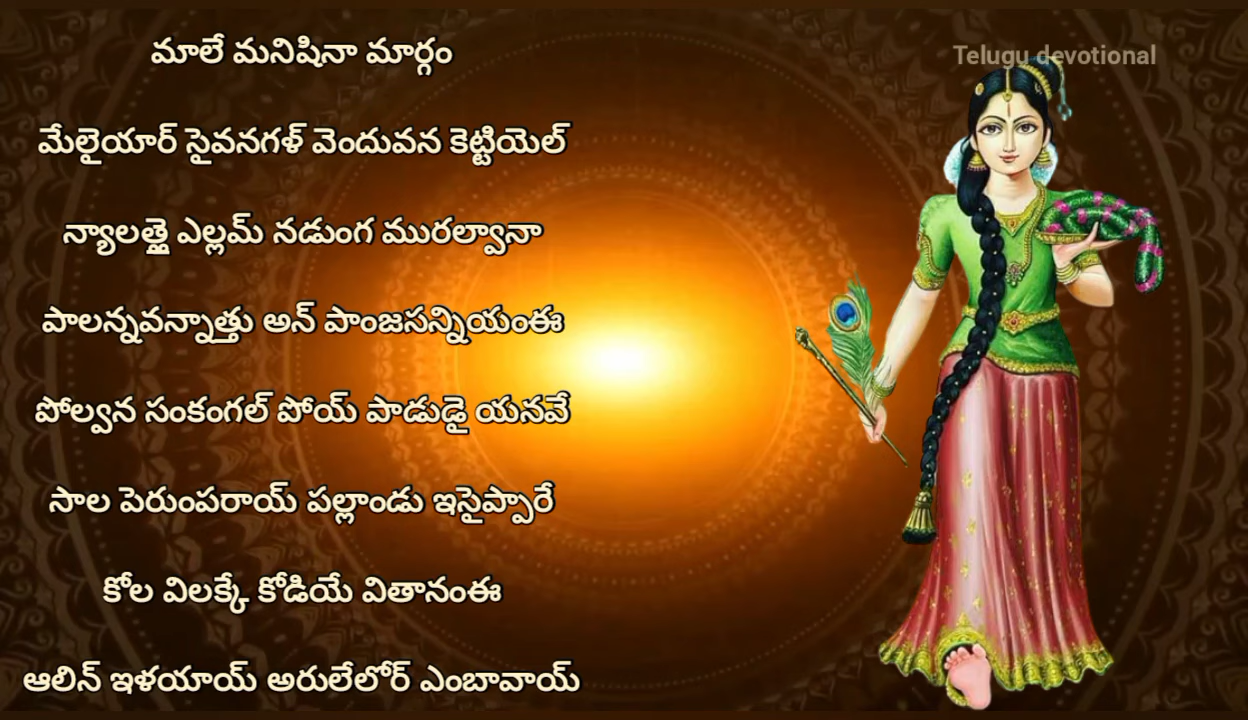 Telugu devotional
మాలే మనిషినా మార్గం
మేలైయార్ సైవనగళ్ వెందువన కెట్టియెల్
న్యాలత్తై ఎల్లమ్ నడుంగ మురల్వానా
పాలన్నవన్నాత్తు అన్ పాంజసన్నియంఈ
పోల్వన సంకంగల్ పోయ్ పాడుడై యనవే
సాల పెరుంపరాయ్ పల్లాండు ఇసైప్పారే
కోల విలక్కే కోడియే వితానంఈ
ఆలిన్ ఇళయాయ్ అరులేలోర్ ఎంబావాయ్